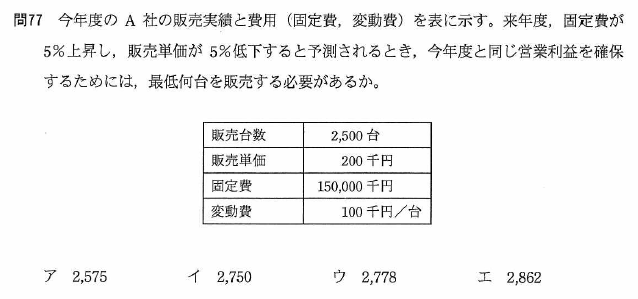 問77 今年度の A 社の販売実績と費用(固定費,変動費)を表に示す。来年度,固定費が
5%上昇し,販売単価が 5%低下すると予測されるとき,今年度と同じ営業利益を確保
するためには,最低何台を販売する必要があるか。
販売台数 2,500 台
販売単価 200 千円
固定費 150,000 千円
変動費 100 千円/台
ア 2,575 イ 2,750 ウ 2,778 エ 2,862